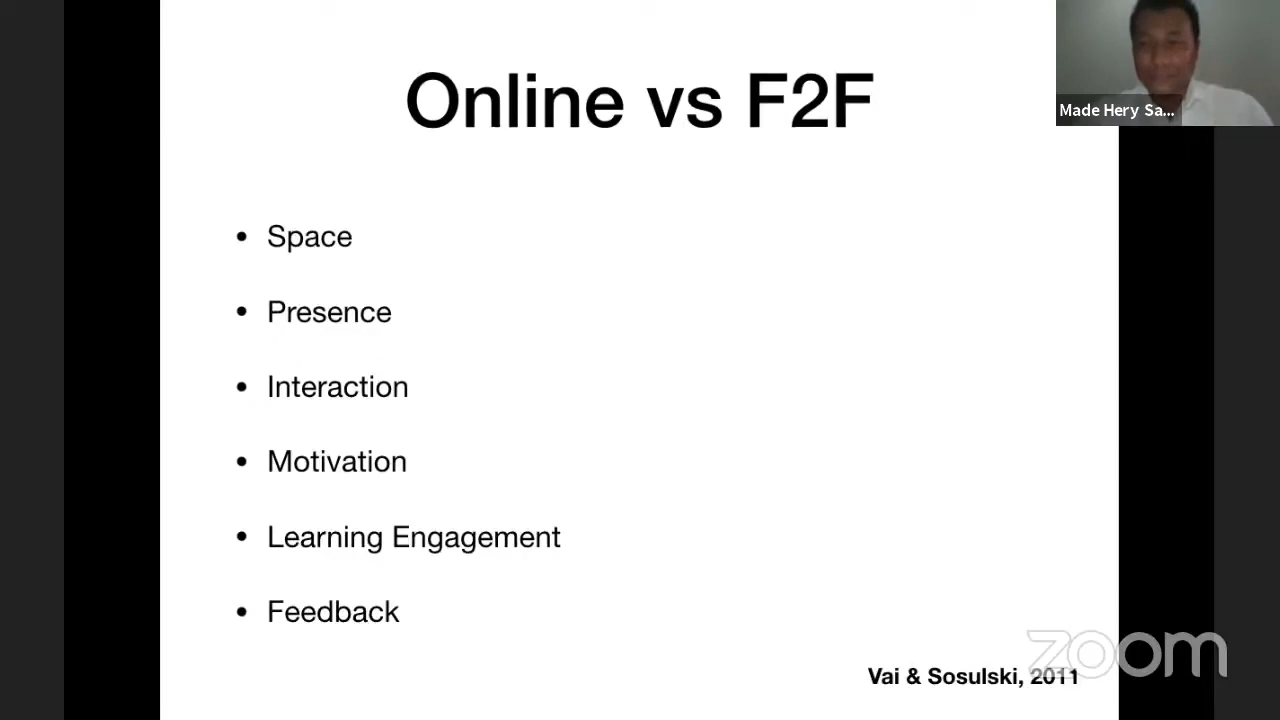 Online vs F2F
Made Hery Sa...
• Space
• Presence
• Interaction
• Motivation
• Learning Engagement
• Feedback
zoom
Vai & Sosulski, 2011